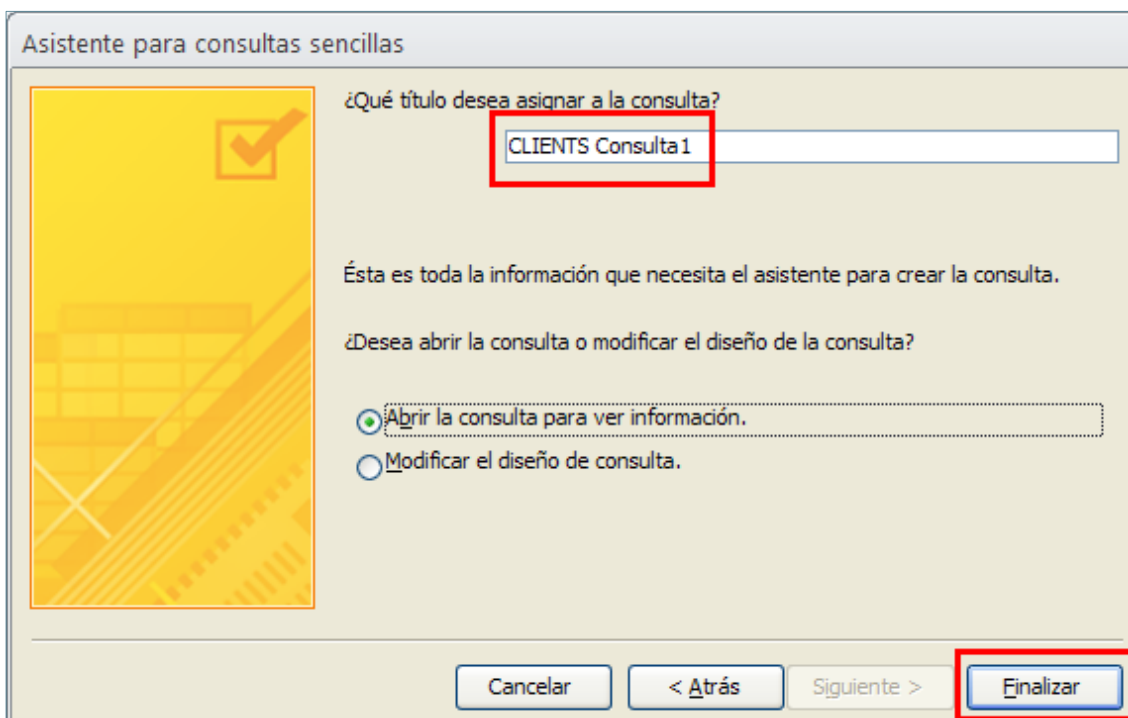 Asistente para consultas sencillas
¿Qué título desea asignar a la consulta?
CLIENTS Consulta1
Ésta es toda la información que necesita el asistente para crear la consulta.
¿Desea abrir la consulta o modificar el diseño de la consulta?
Abrir la consulta para ver información.
Modificar el diseño de consulta.
Cancelar < Atrás Siguiente > Finalizar